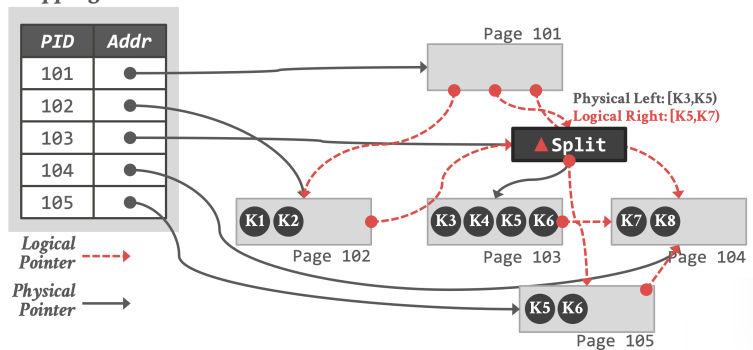 PID Addr
101
102
103
104
105
Logical
Pointer
Physical
Pointer
Page 101
Physical Left: [K3,K5)
Logical Right: [K5,K7)
▲Split
K1 K2
Page 102
K3 K4 K5 K6
Page 103
K7 K8
Page 104
K5 K6
Page 105